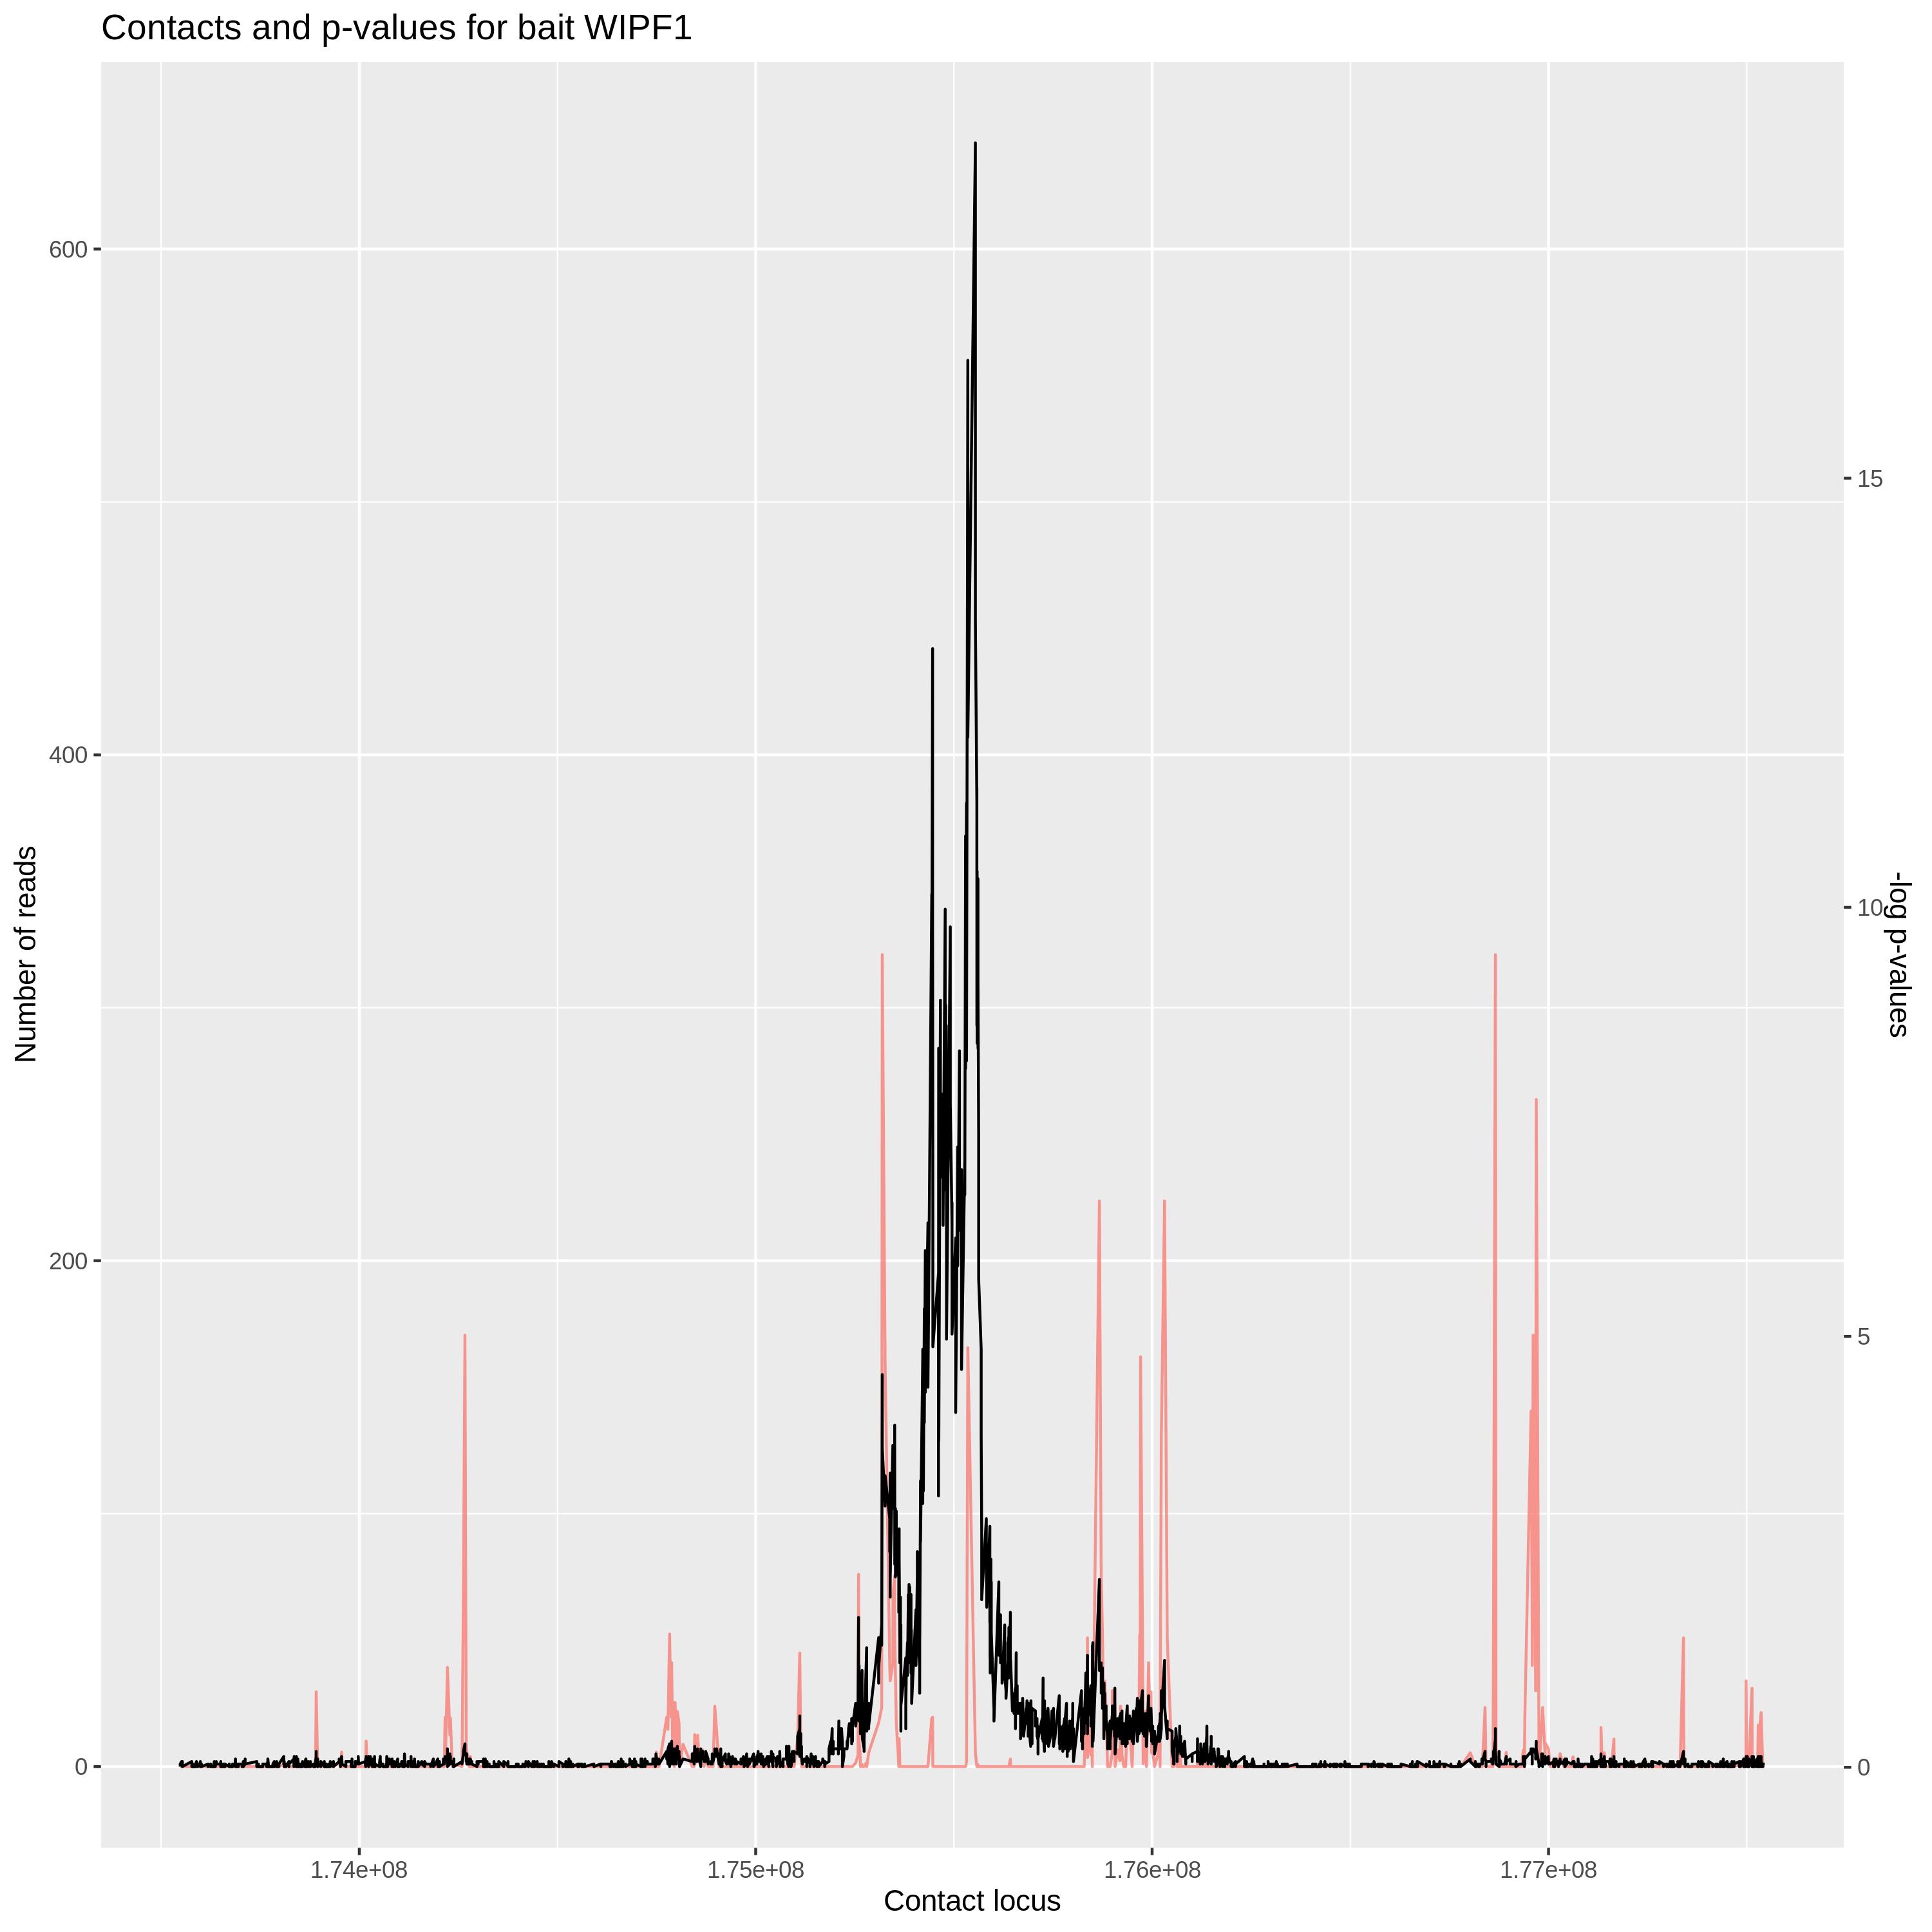 Contacts and p-values for bait WIPF1
600
400
200
0
Number of reads
15
10
5
0
-log p-values
1.74e+08
1.75e+08
1.76e+08
1.77e+08
Contact locus